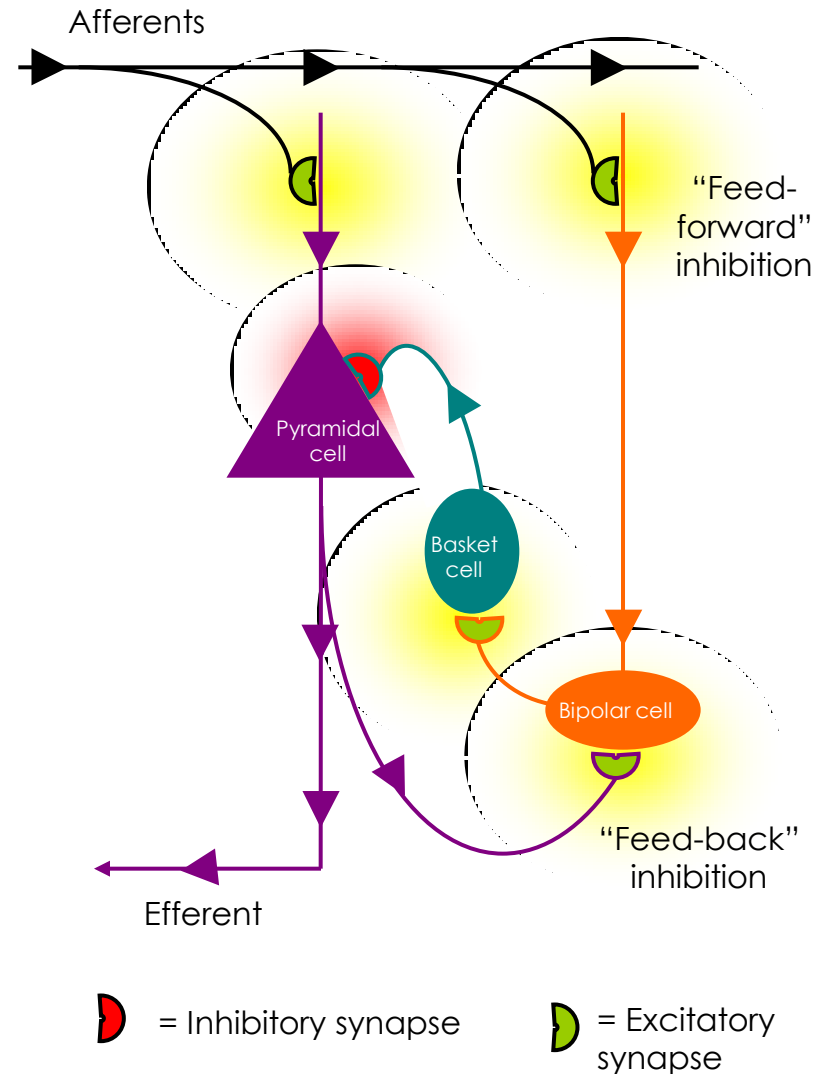 Afferents
“Feed-
forward”
inhibition
Pyramidal
cell
Basket
cell
Bipolar cell
“Feed-back”
inhibition
Efferent
= Inhibitory synapse
= Excitatory
synapse